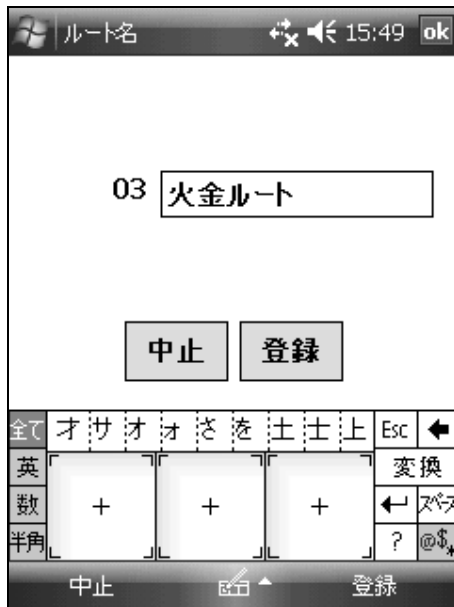 ルート名 15:49 ok
03 火金ルート
中止 登録
全て 才 サ オ ォ さ を 土 士 上 Esc
英 変換
数 + + + スペース
半角 ? @$*
中止 登録